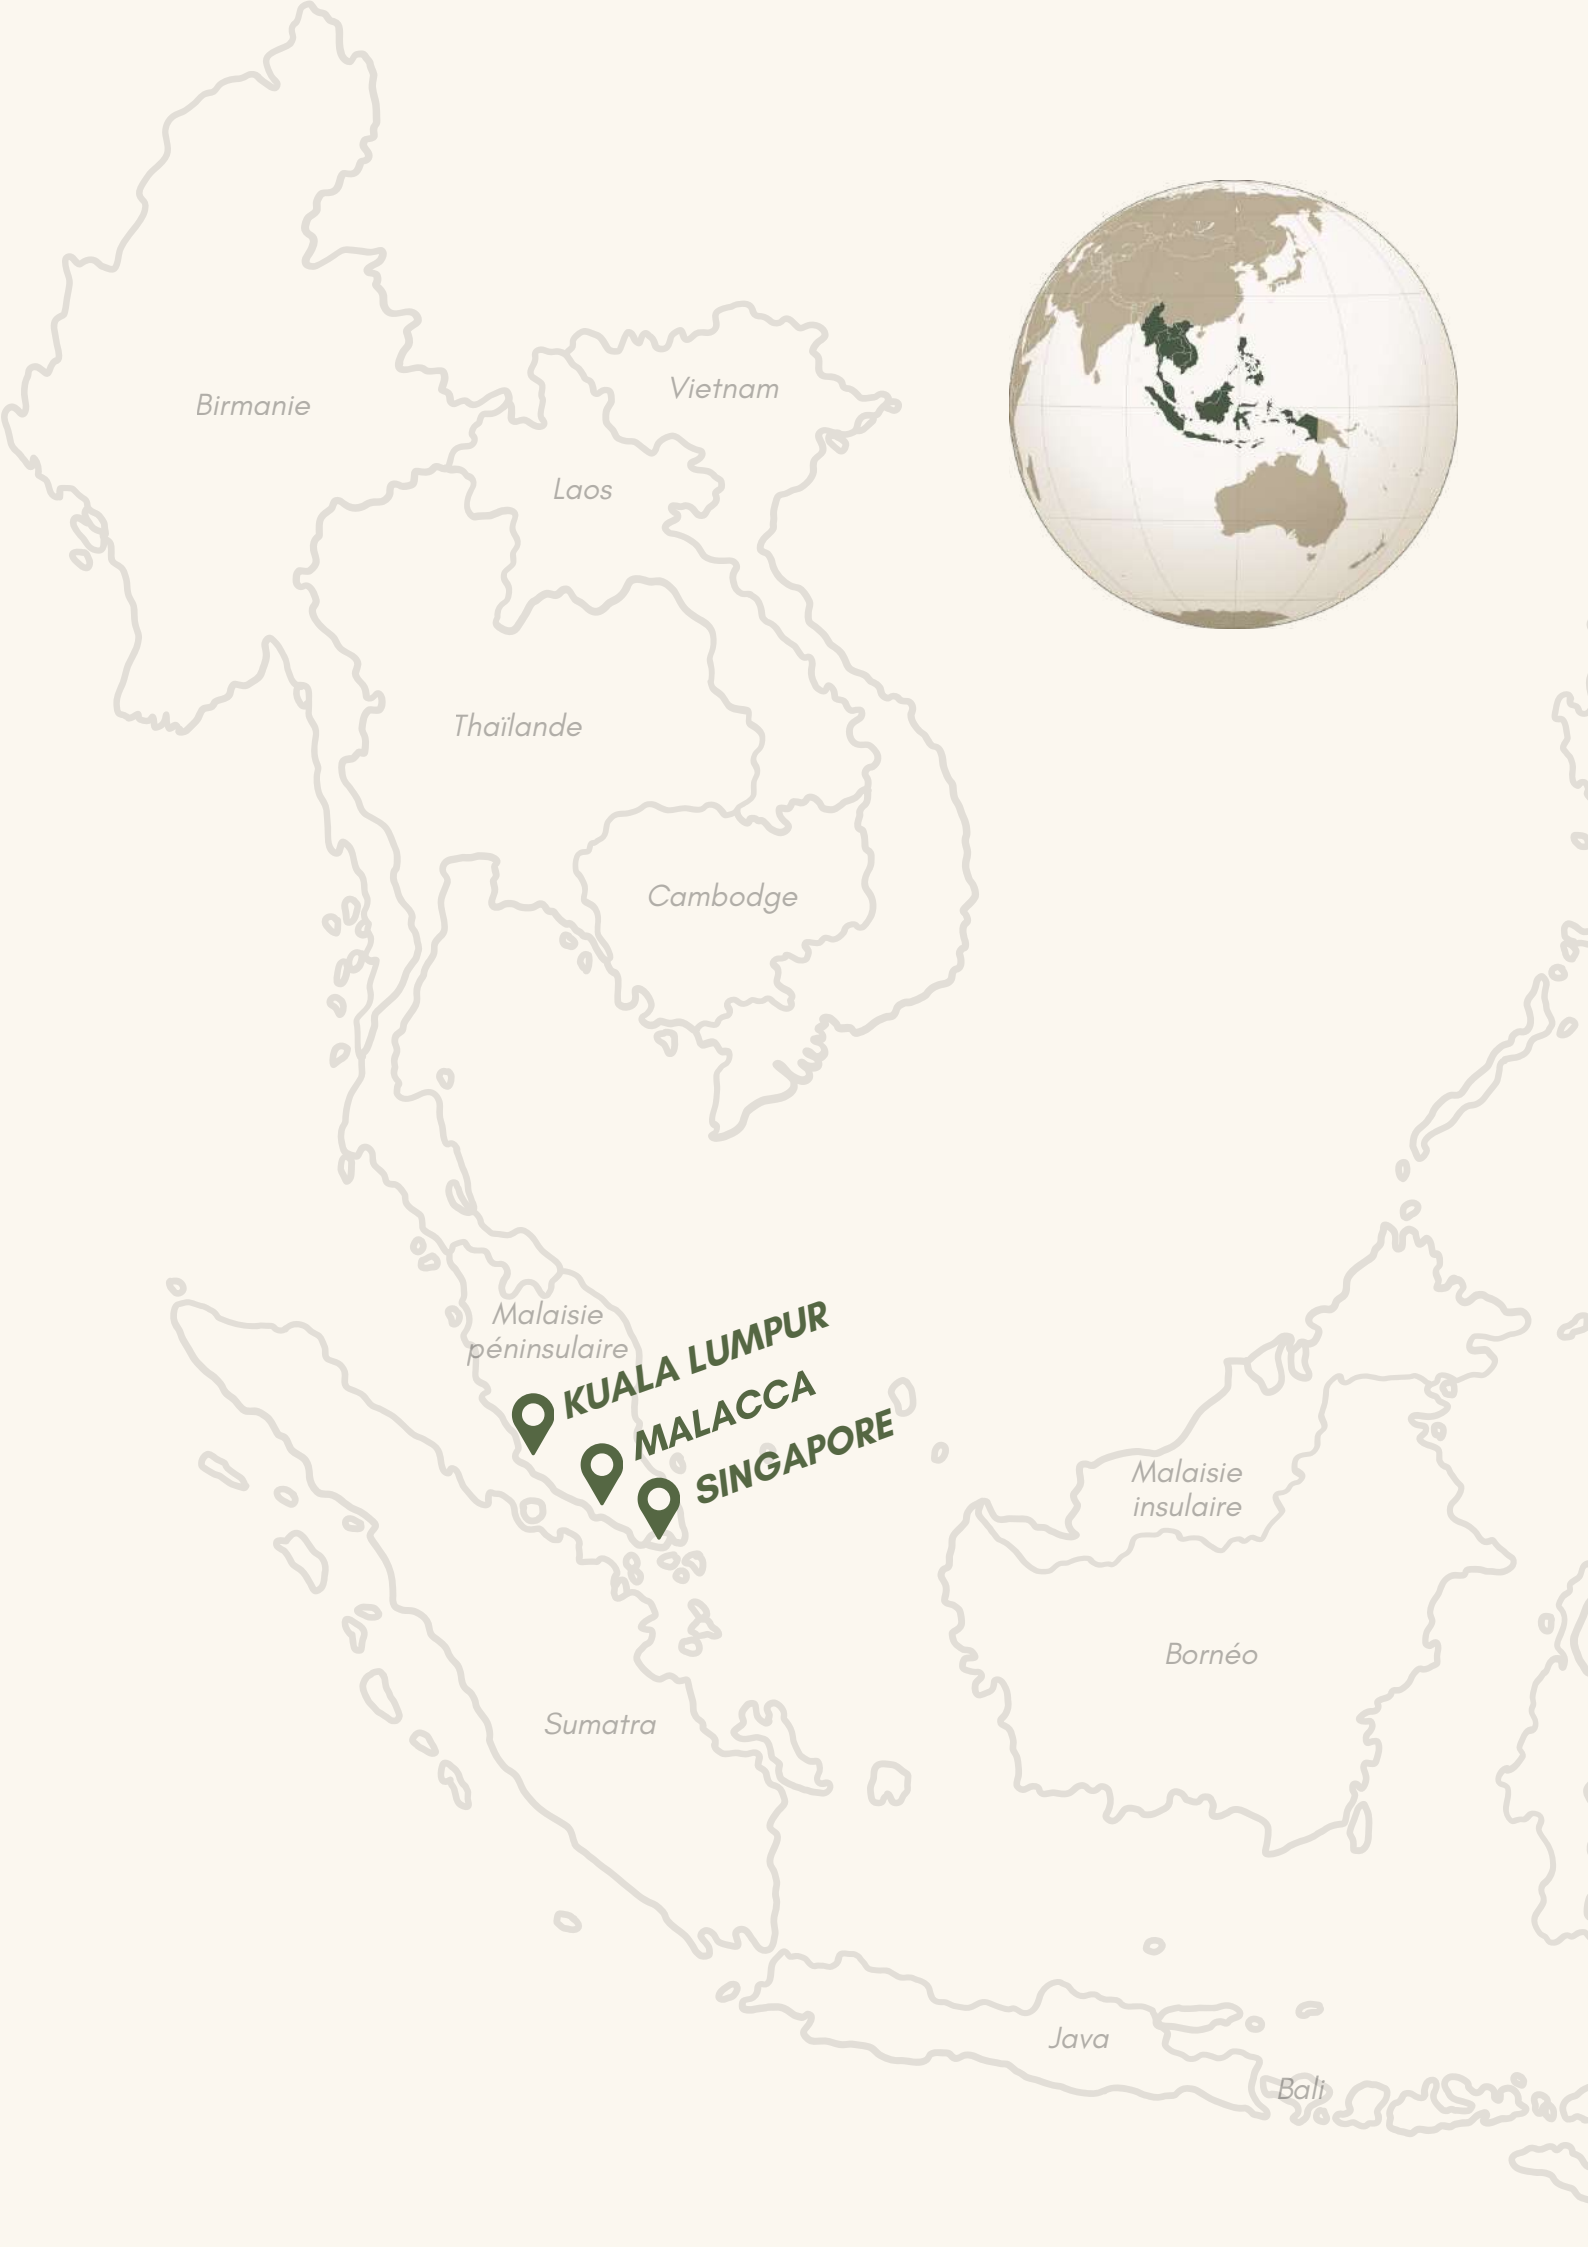 Vietnam
Birmanie
Laos
Thaïlande
Cambodge
Malaisie
péninsulaire
KUALA LUMPUR
MALACCA
SINGAPORE
Malaisie
insulaire
Bornéo
Sumatra
Java
Bali